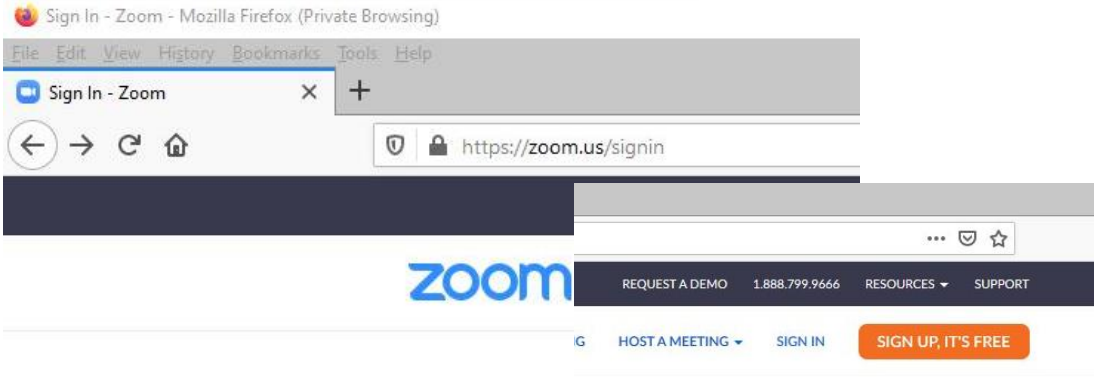 Sign In - Zoom - Mozilla Firefox (Private Browsing)
File Edit View History Bookmarks Tools Help
Sign In - Zoom
https://zoom.us/signin
zoom
REQUEST A DEMO 1.888.799.9666 RESOURCES SUPPORT
G HOST A MEETING SIGN IN SIGN UP, IT'S FREE